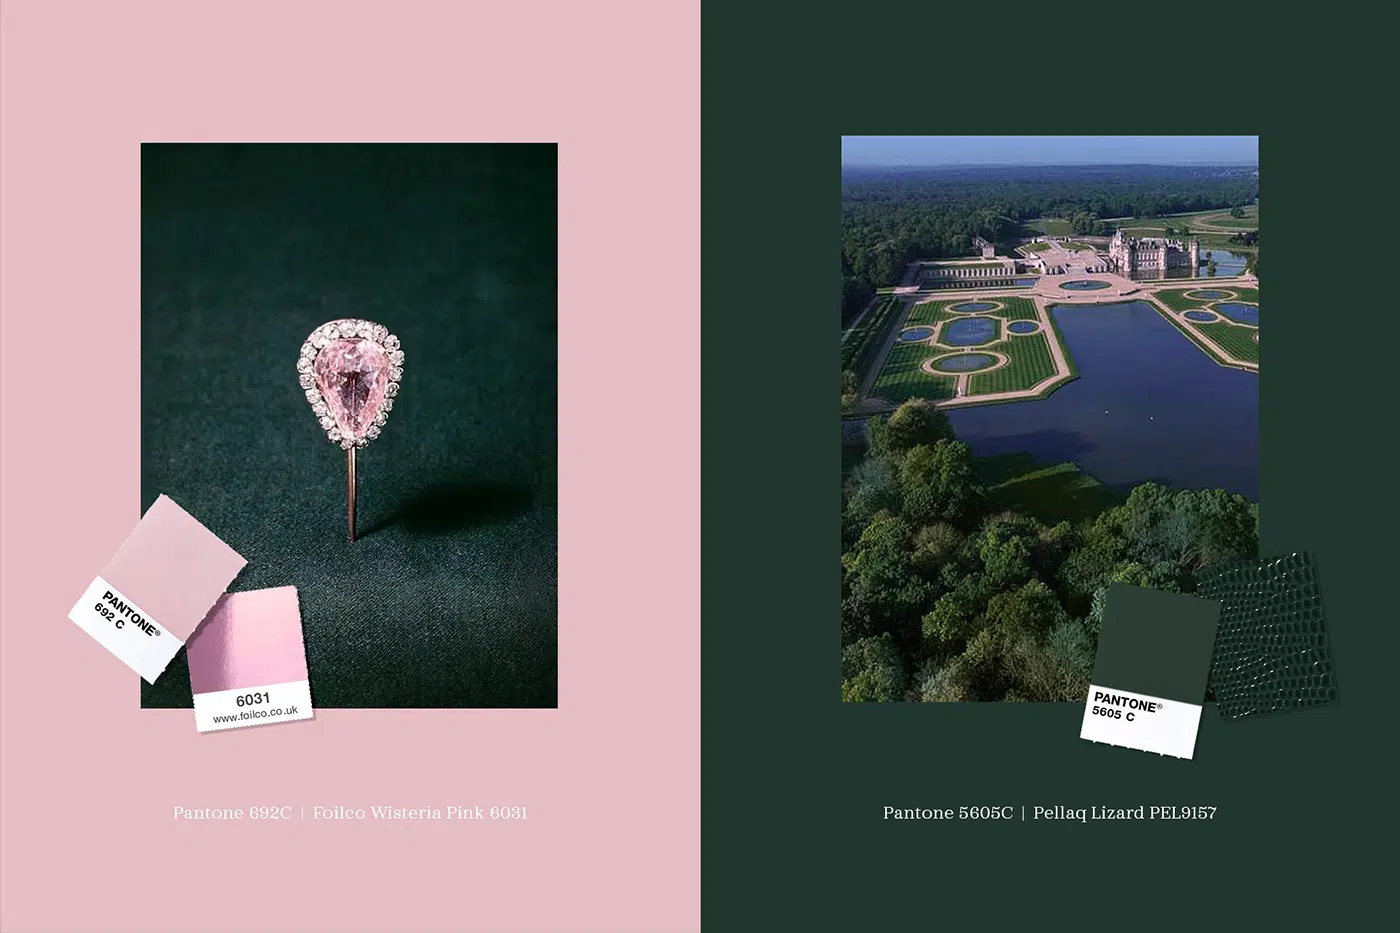 PANTONE®
692 C
6031
www.foilco.co.uk
Pantone 692C | Foilco Wisteria Pink 6031
PANTONE®
5605 C
Pantone 5605C | Pellaq Lizard PEL9157